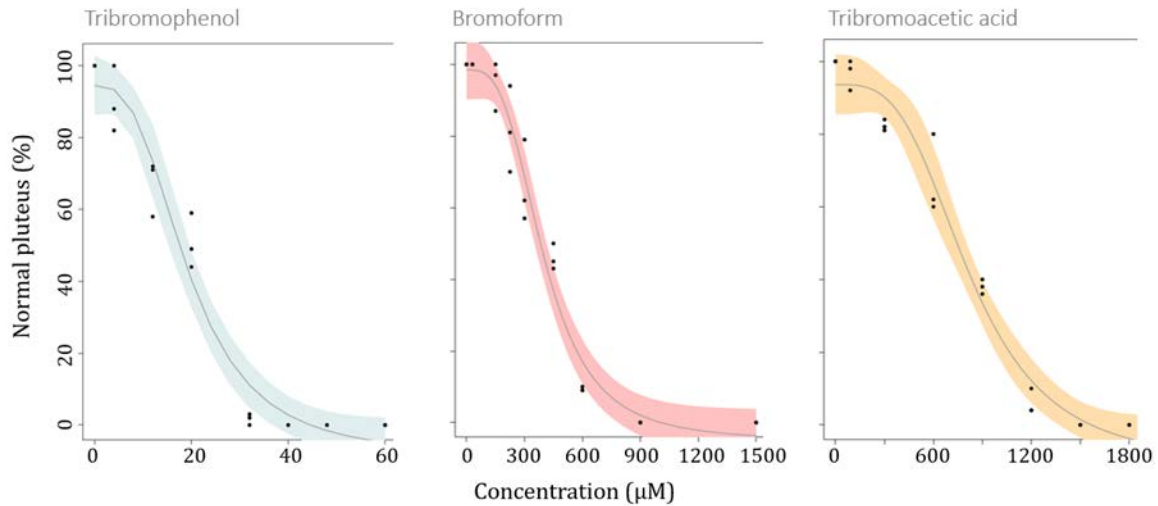 Tribromophenol Bromoform Tribromoacetic acid
Normal pluteus (%)
100
80
60
40
20
0
0 20 40 60 0 300 600 900 1200 1500 0 600 1200 1800
Concentration (µM)